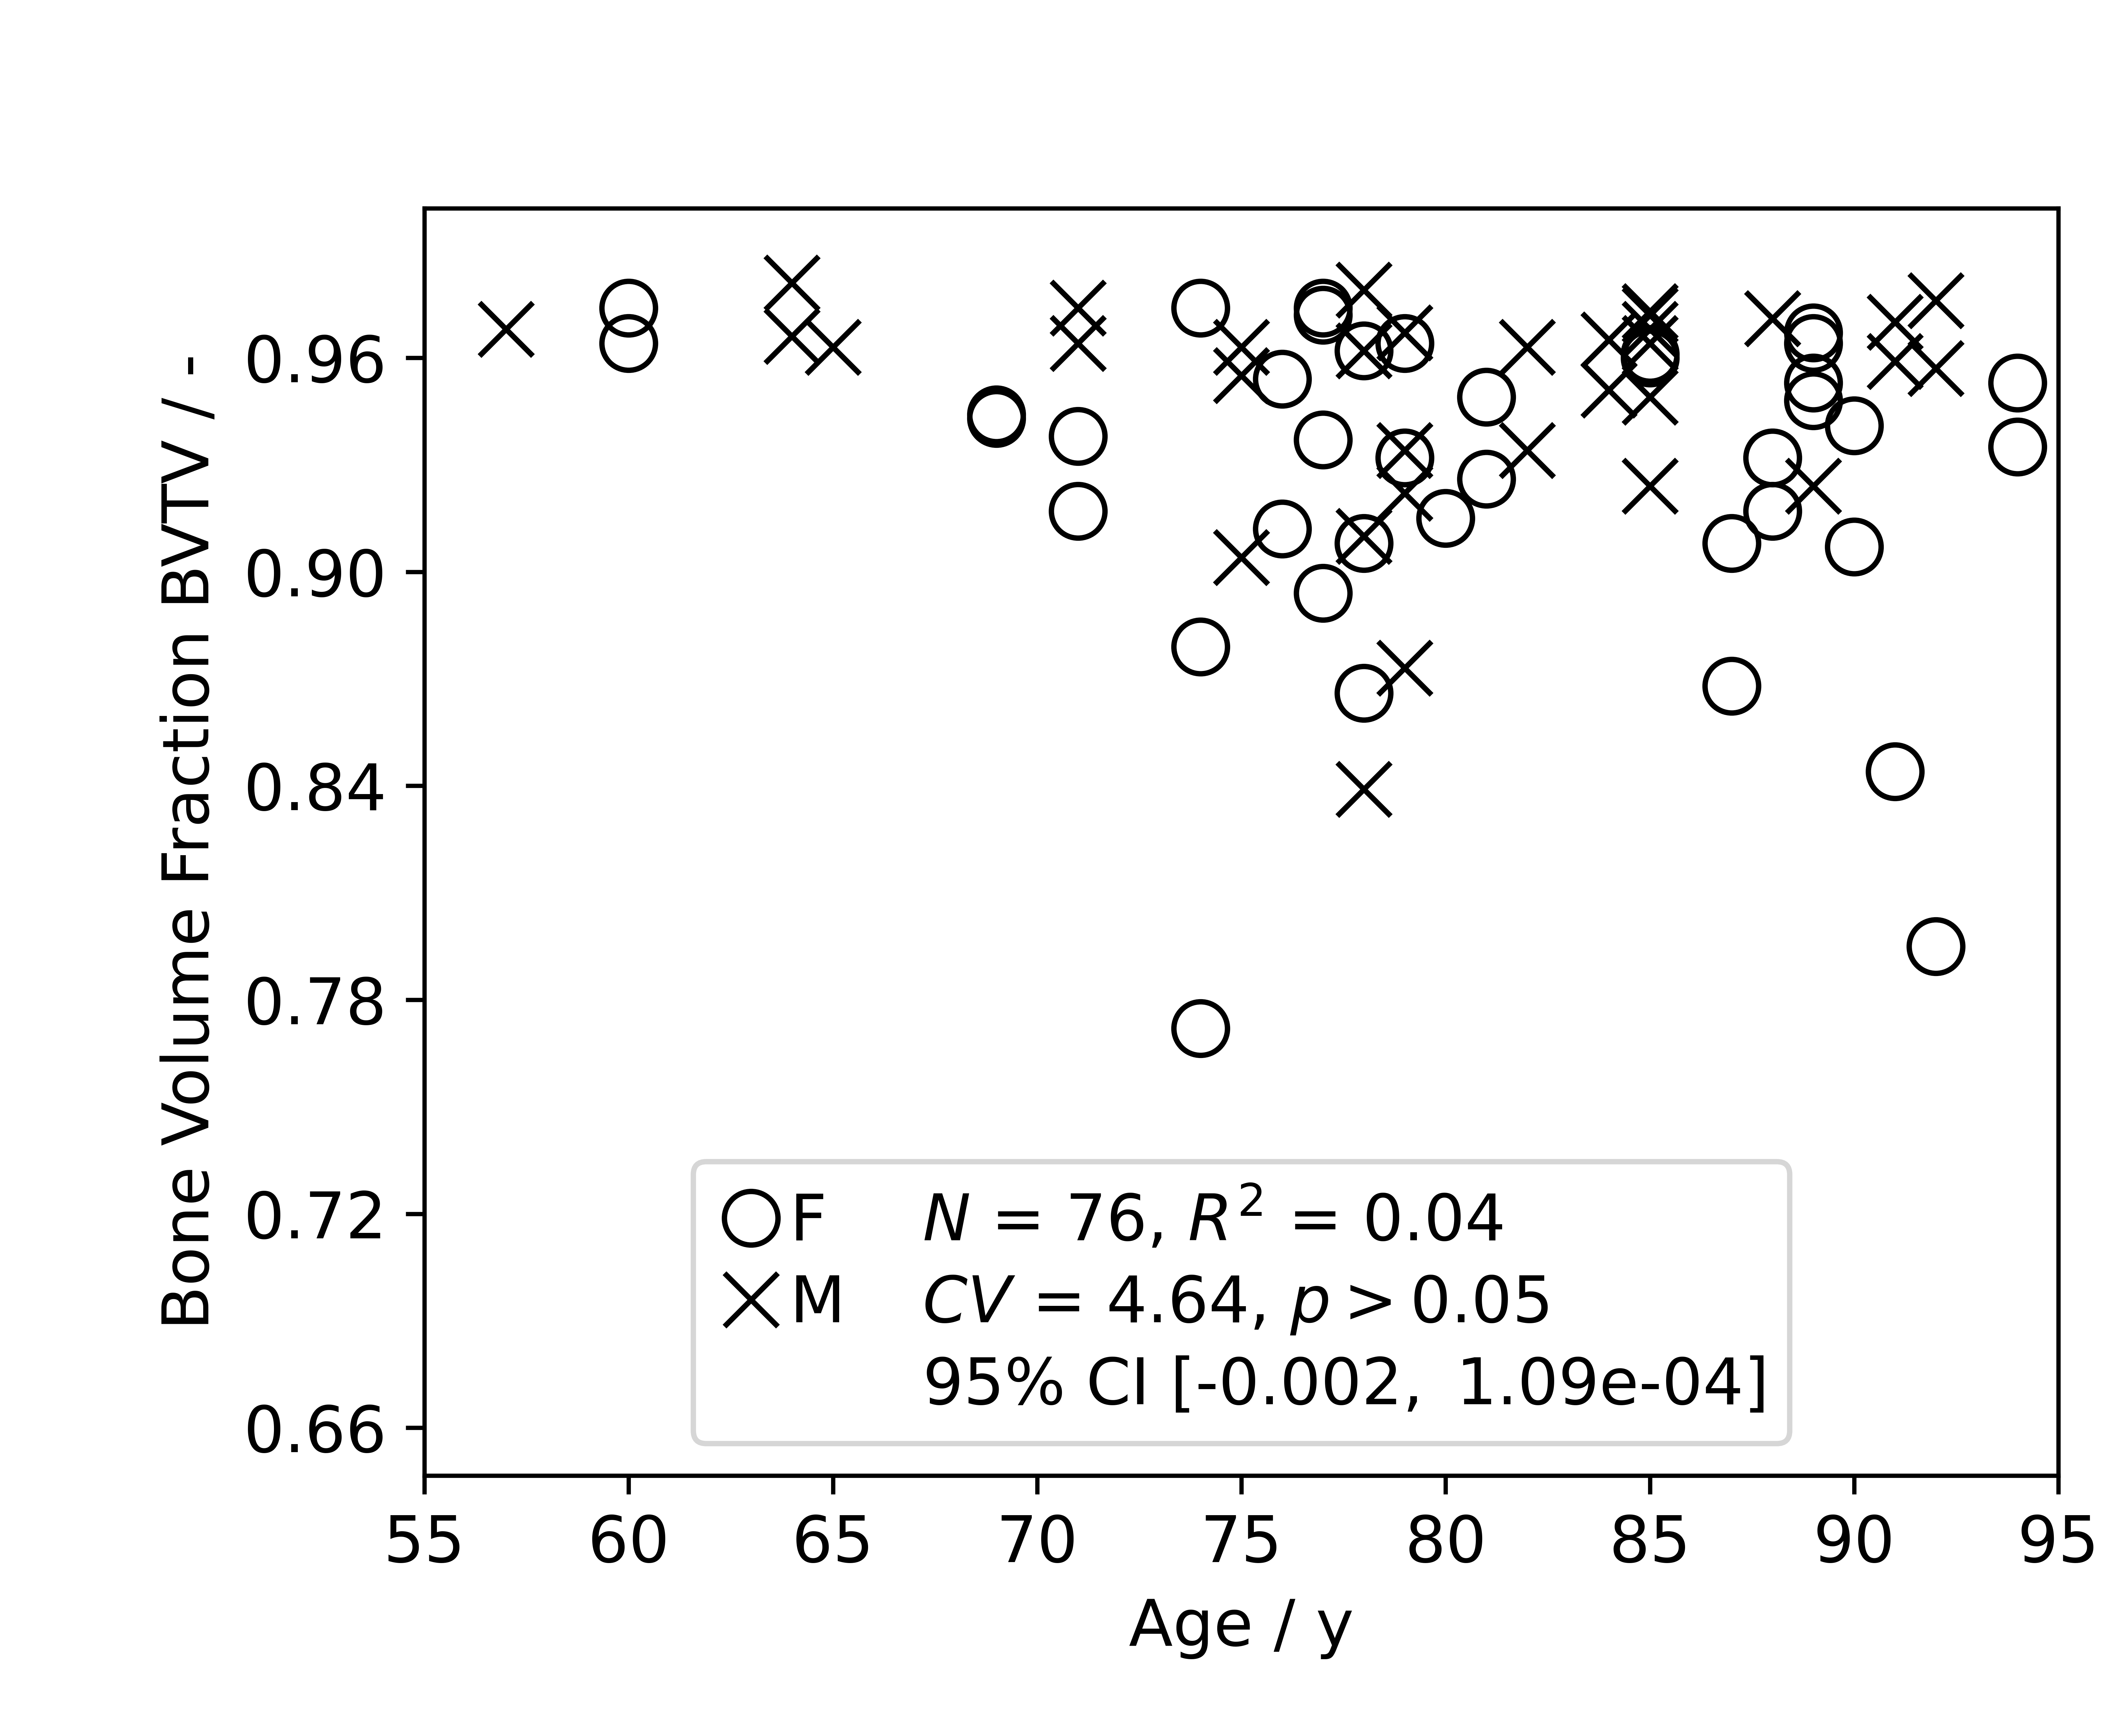 Bone Volume Fraction BVTV / -
0.96
0.90
0.84
0.78
0.72
0.66
F N = 76, R² = 0.04
M CV = 4.64, p > 0.05
95% CI [-0.002, 1.09e-04]
55 60 65 70 75 80 85 90 95
Age / y